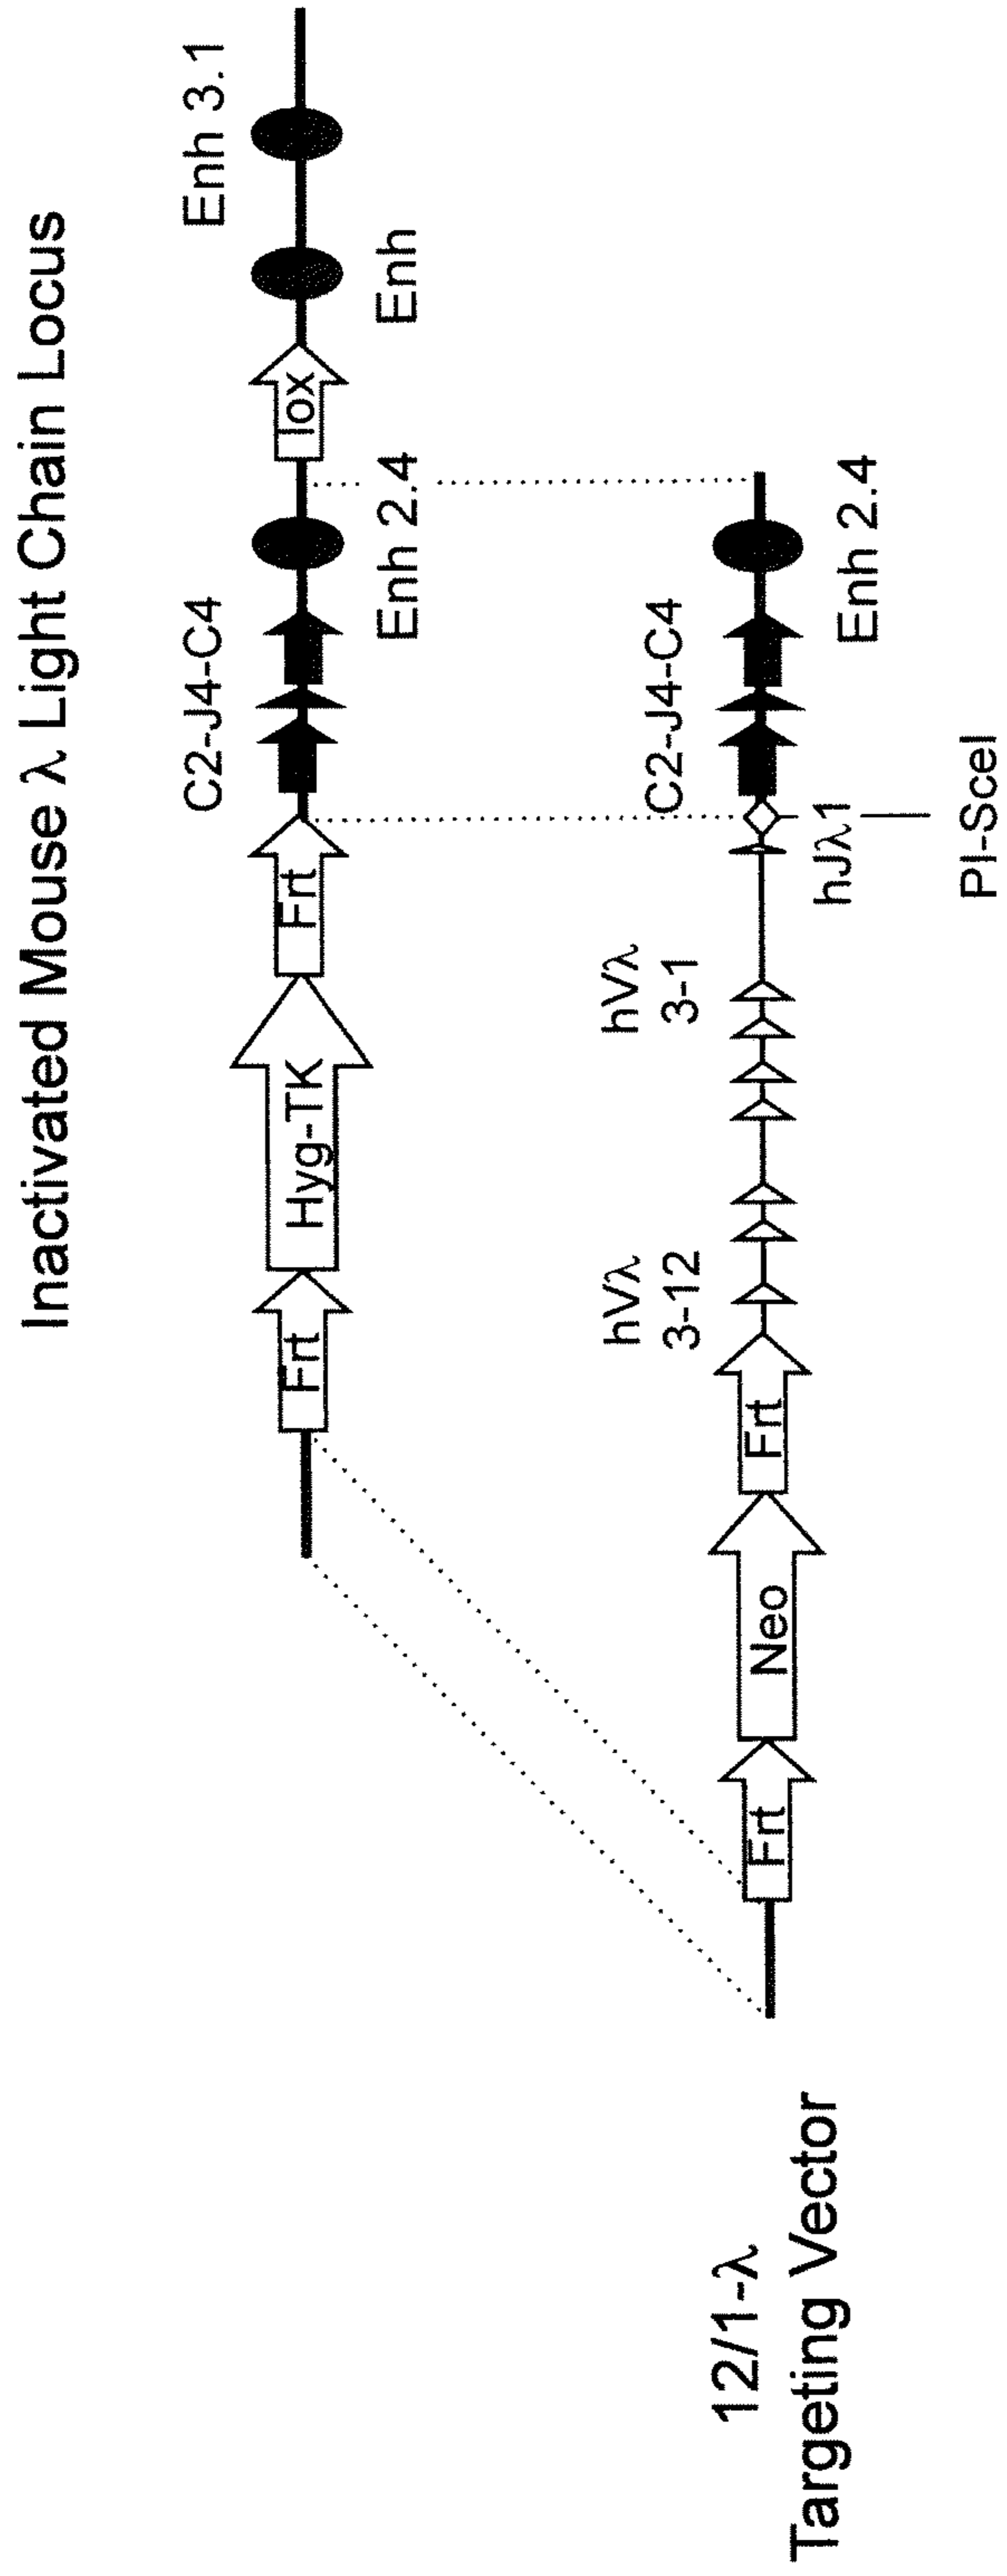 Inactivated Mouse λ Light Chain Locus
Enh 3.1
C2-J4-C4
Frt
Hyg-TK
Frt
lox
Enh 2.4
Enh
hVλ
3-12
hVλ
3-1
C2-J4-C4
12/1-λ
Targeting Vector
Frt
Neo
Frt
hJλ1
Enh 2.4
PI-SceI